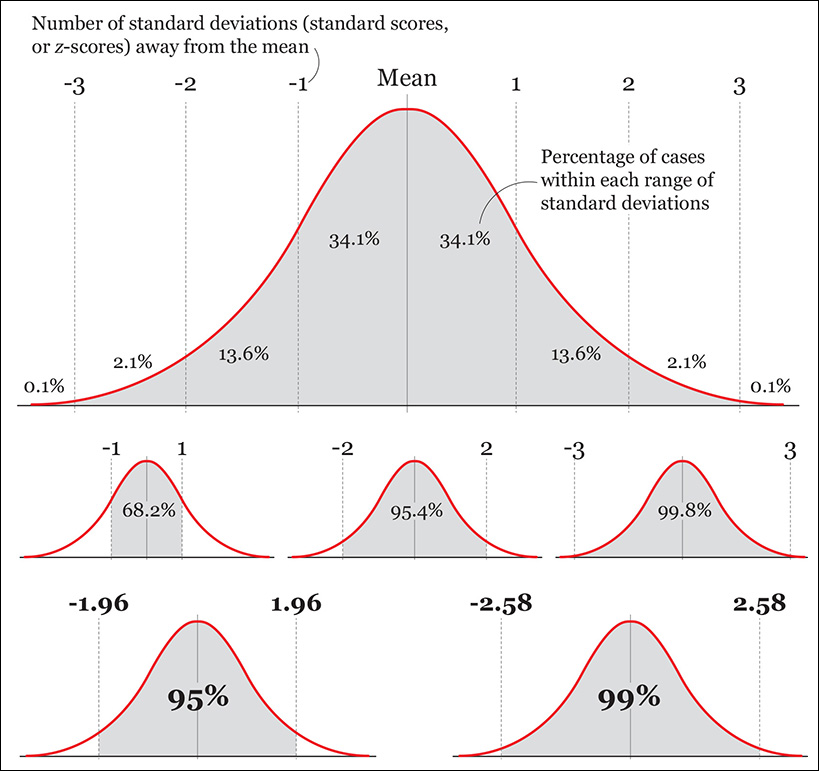 Number of standard deviations (standard scores,
or z-scores) away from the mean
-3 -2 -1 Mean 1 2 3
Percentage of cases
within each range of
standard deviations
34.1% 34.1%
0.1% 2.1% 13.6% 13.6% 2.1% 0.1%
-1 1 -2 2 -3 3
68.2% 95.4% 99.8%
-1.96 1.96 -2.58 2.58
95% 99%